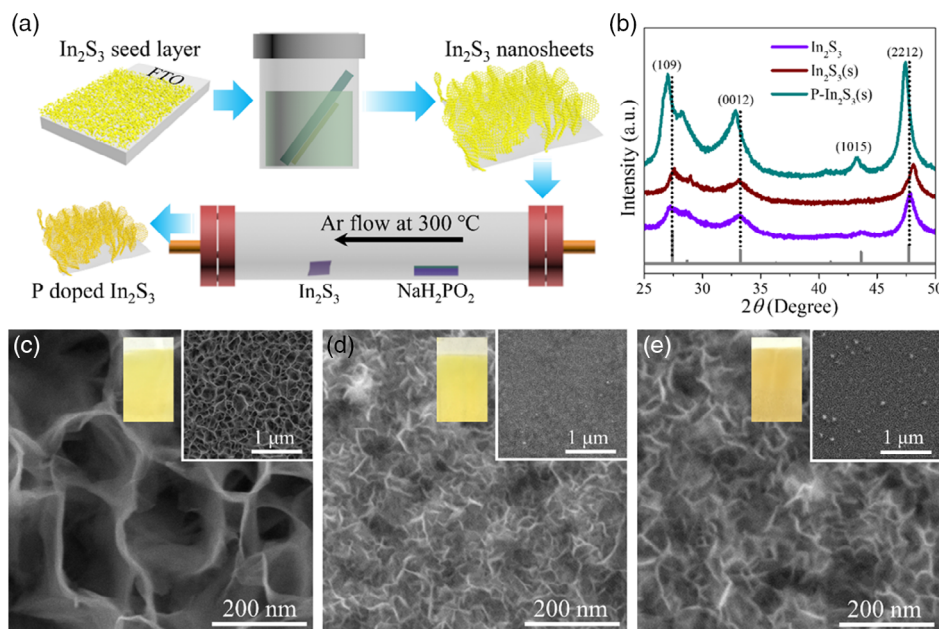 (a)
In₂S₃ seed layer
FTO
In₂S₃ nanosheets
Ar flow at 300 °C
P doped In₂S₃
In₂S₃
NaH₂PO₂
(b)
In₂S₃
In₂S₃(s)
P-In₂S₃(s)
(109)
(0012)
(1015)
(2212)
Intensity (a.u.)
25 30 35 40 45 50
2θ (Degree)
(c)
1 μm
200 nm
(d)
1 μm
200 nm
(e)
1 μm
200 nm